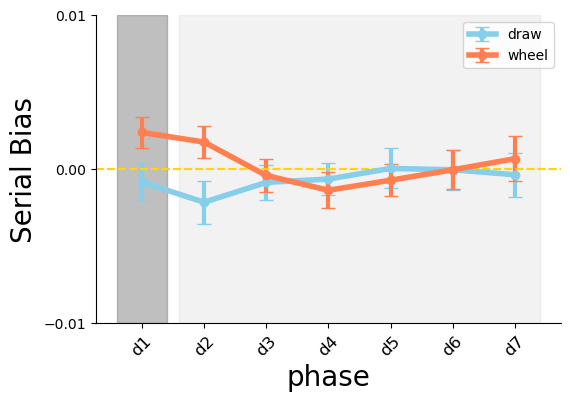 draw
wheel
0.01
0.00
−0.01
Serial Bias
d1 d2 d3 d4 d5 d6 d7
phase